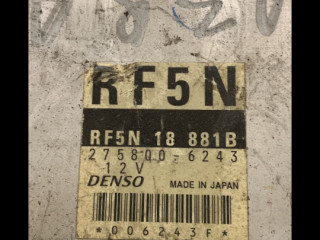 RF5N
RF5N 18 881B
275800-6243
12V
DENSO MADE IN JAPAN
*006243F*